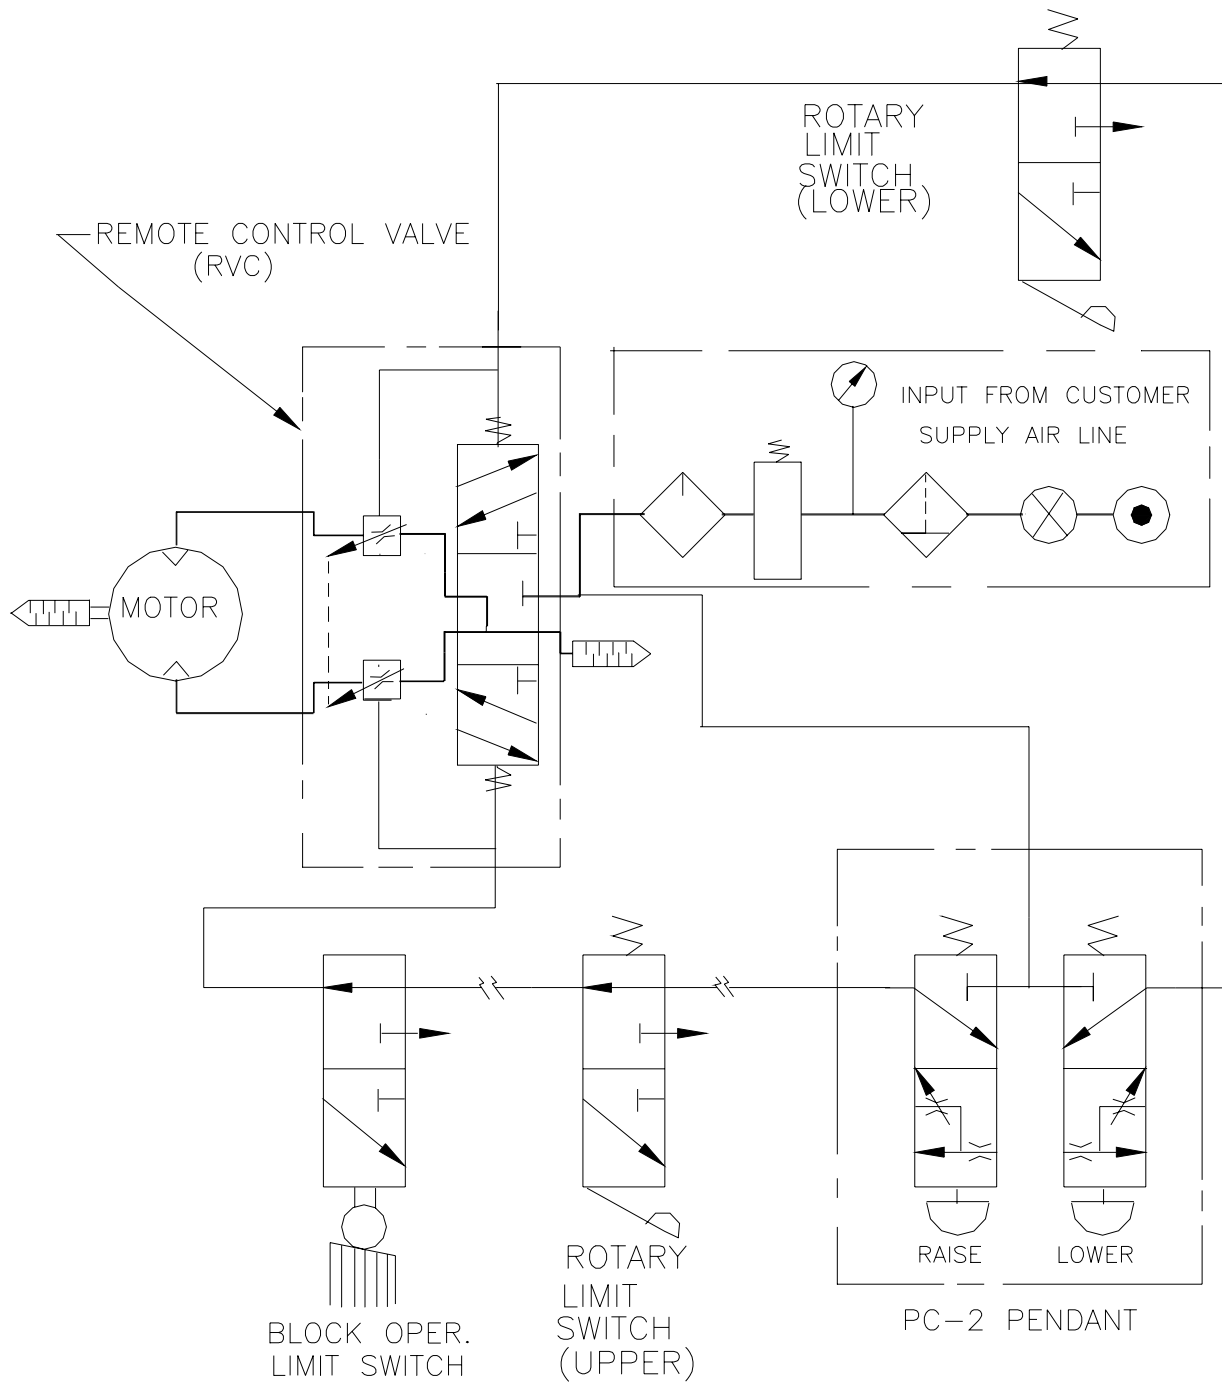 ROTARY
LIMIT
SWITCH
(LOWER)
REMOTE CONTROL VALVE
(RVC)
INPUT FROM CUSTOMER
SUPPLY AIR LINE
MOTOR
RAISE
LOWER
PC-2 PENDANT
ROTARY
LIMIT
SWITCH
(UPPER)
BLOCK OPER.
LIMIT SWITCH